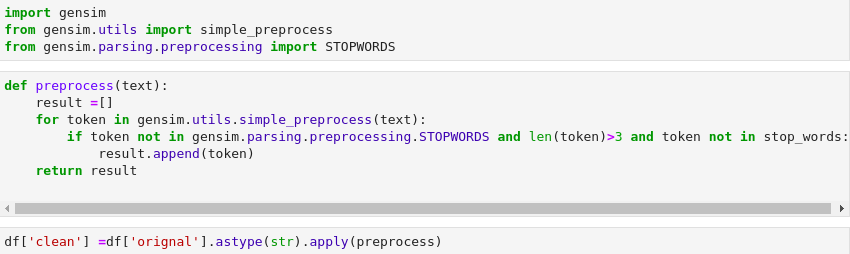 import gensim
from gensim.utils import simple_preprocess
from gensim.parsing.preprocessing import STOPWORDS
def preprocess(text):
    result =[]
    for token in gensim.utils.simple_preprocess(text):
        if token not in gensim.parsing.preprocessing.STOPWORDS and len(token)>3 and token not in stop_words:
            result.append(token)
    return result
df['clean'] =df['orignal'].astype(str).apply(preprocess)